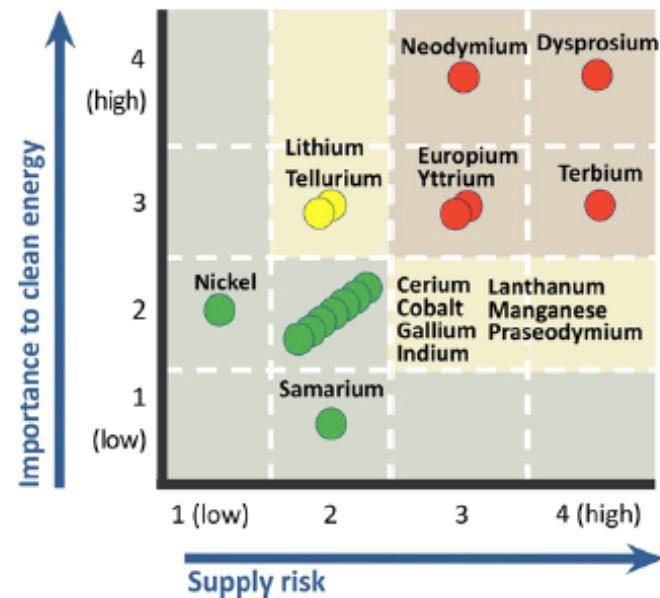 Importance to clean energy
4
(high)
3
2
1
(low)
Neodymium
Dysprosium
Lithium
Tellurium
Europium
Yttrium
Terbium
Nickel
Cerium
Cobalt
Gallium
Indium
Lanthanum
Manganese
Praseodymium
Samarium
1 (low)
2
3
4 (high)
Supply risk